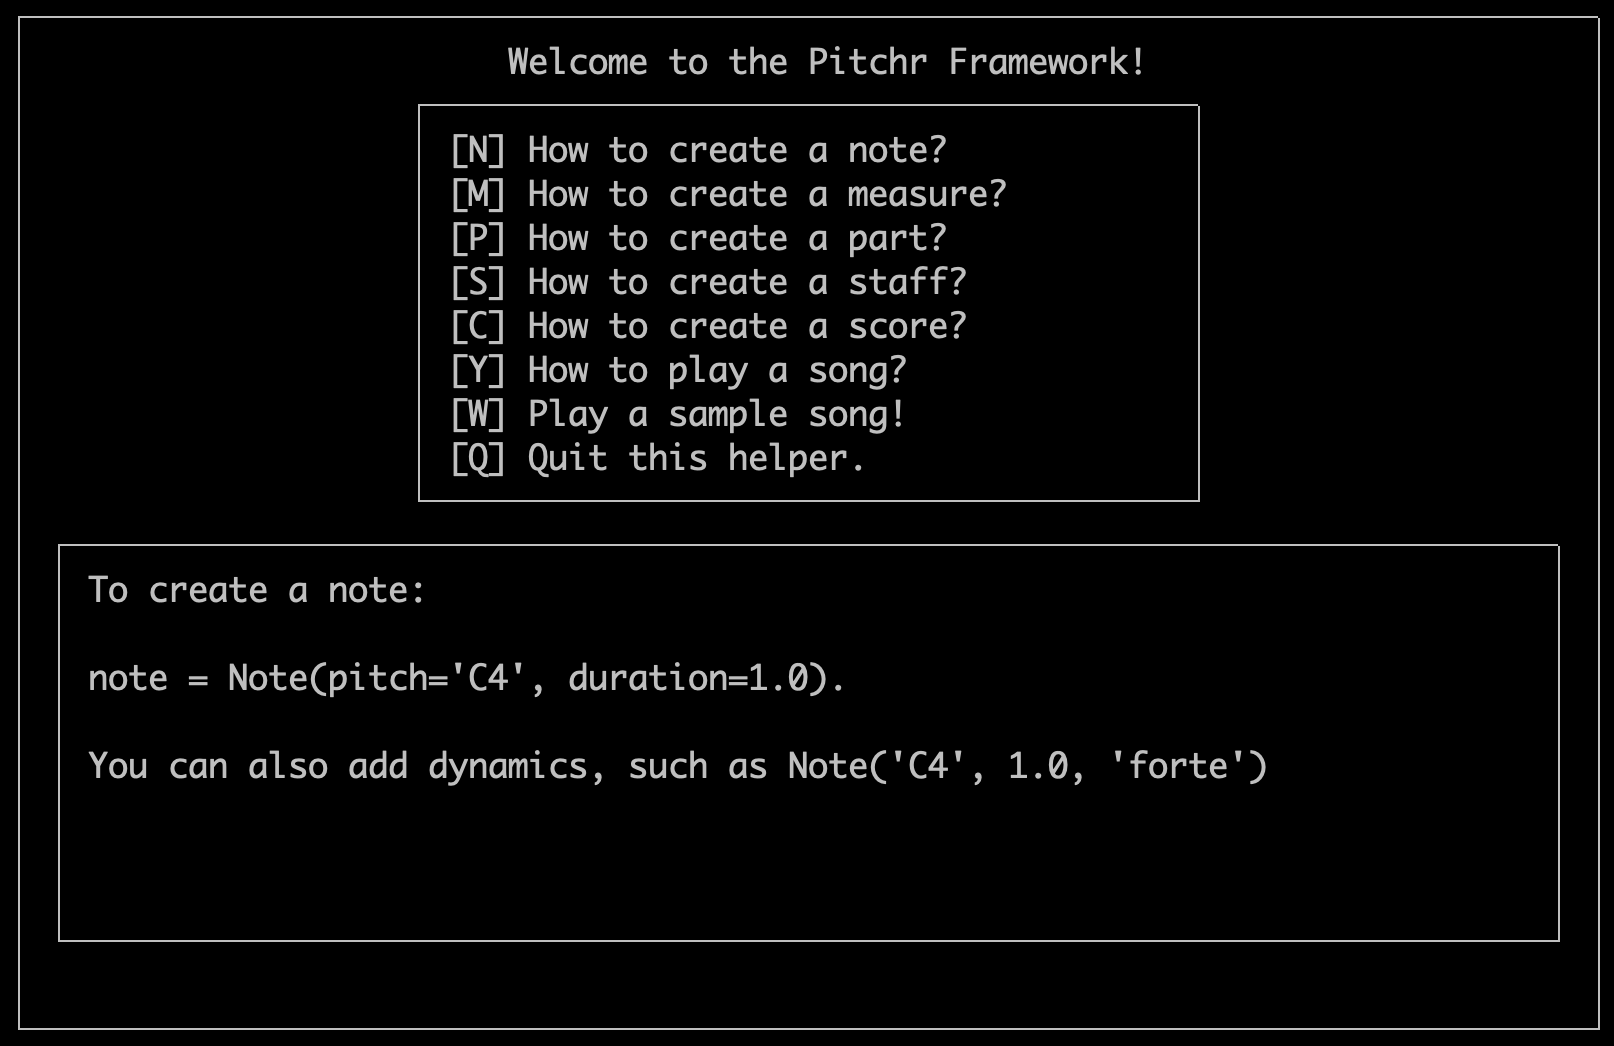 Welcome to the Pitchr Framework!
[N] How to create a note?
[M] How to create a measure?
[P] How to create a part?
[S] How to create a staff?
[C] How to create a score?
[Y] How to play a song?
[W] Play a sample song!
[Q] Quit this helper.
To create a note:
note = Note(pitch='C4', duration=1.0).
You can also add dynamics, such as Note('C4', 1.0, 'forte')